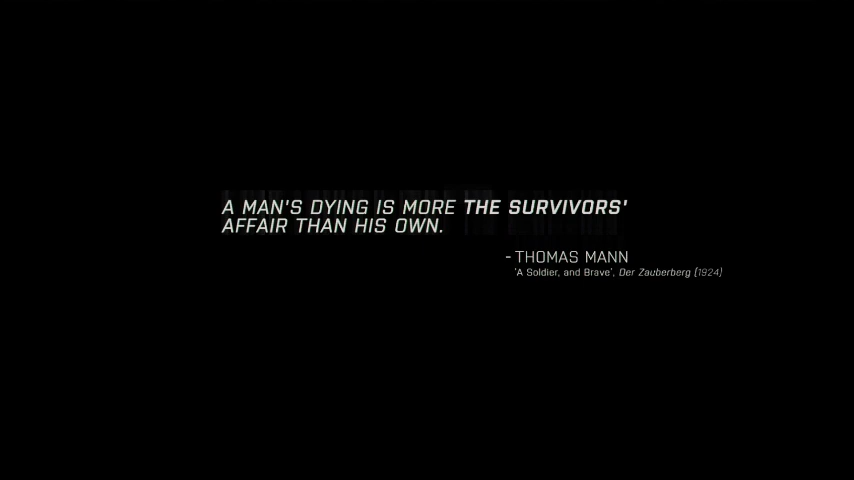 A MAN'S DYING IS MORE THE SURVIVORS'
AFFAIR THAN HIS OWN.
- THOMAS MANN
'A Soldier, and Brave', Der Zauberberg (1924)